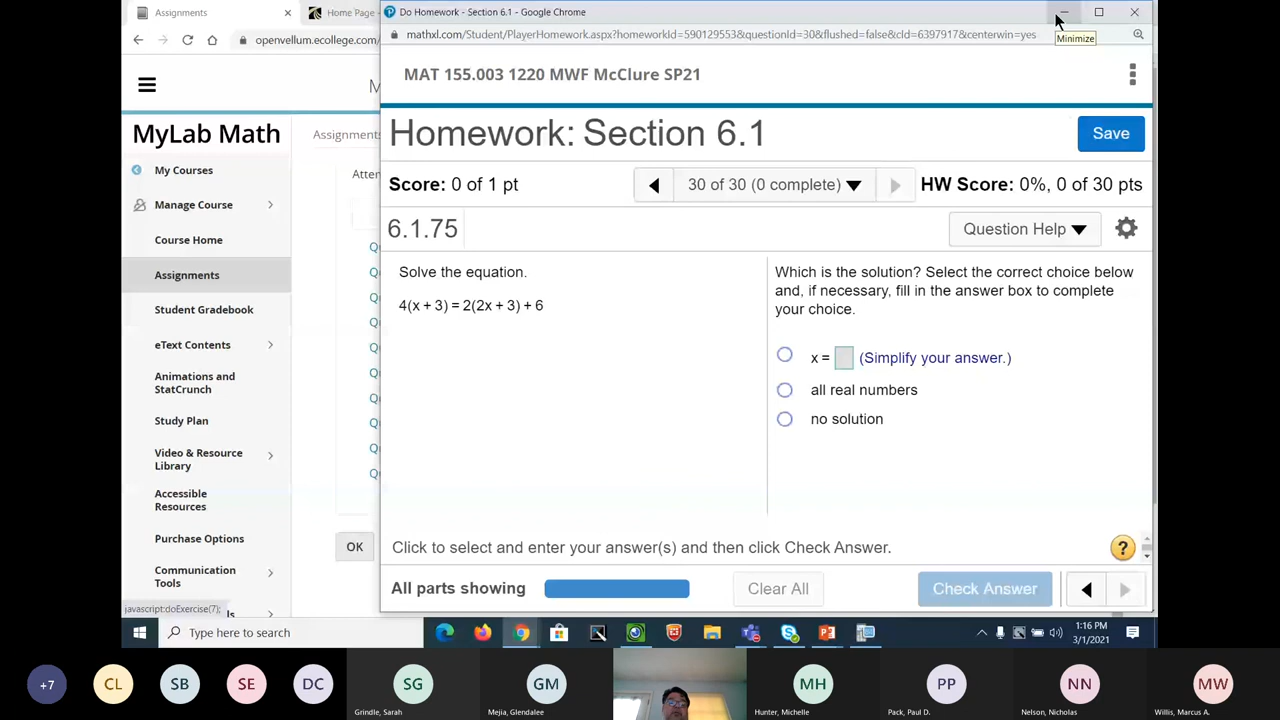 Assignments
Home Page -
Do Homework - Section 6.1 - Google Chrome
Minimize
openvellum.ecollege.com/
mathxl.com/Student/PlayerHomework.aspx?homeworkId=590129553&questionId=30&flushed=false&cId=6397917&centerwin=yes
MAT 155.003 1220 MWF McClure SP21
MyLab Math
My Courses
Manage Course
Course Home
Assignments
Student Gradebook
eText Contents
Animations and
StatCrunch
Study Plan
Video & Resource
Library
Accessible
Resources
Purchase Options
Communication
Tools
javascript:doExercise(7);
ls
M
Assignments
Atter
OK
Homework: Section 6.1
Save
Score: 0 of 1 pt
30 of 30 (0 complete)
HW Score: 0%, 0 of 30 pts
6.1.75
Question Help
Solve the equation.
4(x + 3) = 2(2x + 3) + 6
Which is the solution? Select the correct choice below
and, if necessary, fill in the answer box to complete
your choice.
x = (Simplify your answer.)
all real numbers
no solution
Click to select and enter your answer(s) and then click Check Answer.
?
All parts showing
Clear All
Check Answer
Type here to search
1:16 PM
3/1/2021
+7
CL
SB
SE
DC
SG
Grindle, Sarah
GM
Mejia, Glendalee
MH
Hunter, Michelle
PP
Pack, Paul D.
NN
Nelson, Nicholas
MW
Willis, Marcus A.